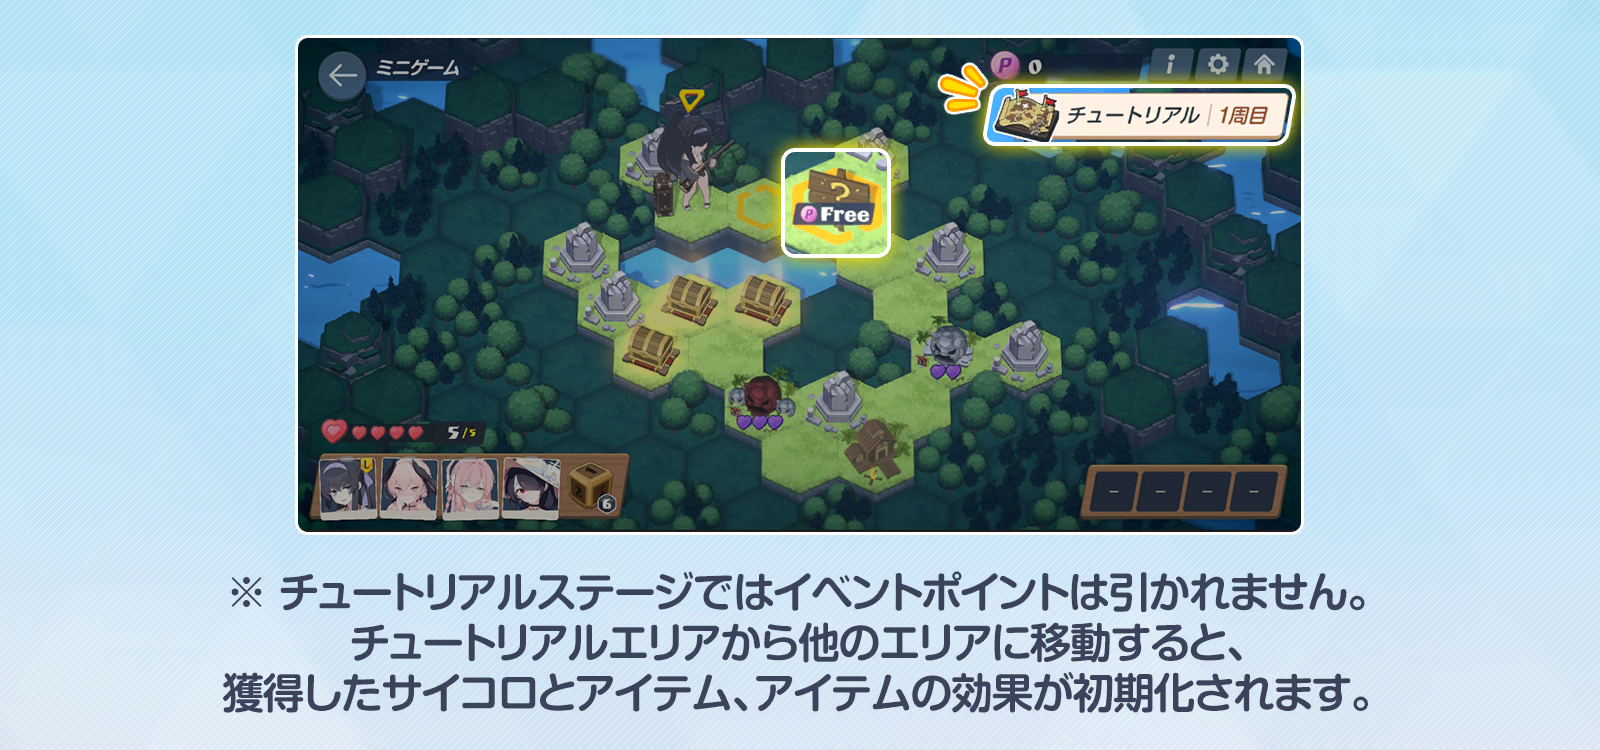 ミニゲーム
P 0
i
チュートリアル 1周目
?
P Free
5/5
L
6
- - - -
※ チュートリアルステージではイベントポイントは引かれません。
チュートリアルエリアから他のエリアに移動すると、
獲得したサイコロとアイテム、アイテムの効果が初期化されます。